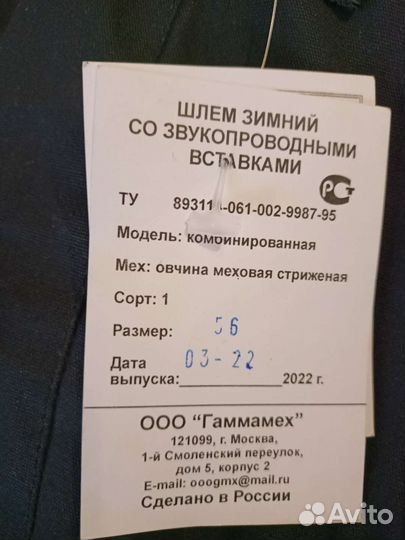 ШЛЕМ ЗИМНИЙ
СО ЗВУКОПРОВОДНЫМИ
ВСТАВКАМИ
РСТ
ТУ
Модель: комбинированная
Мех: овчина меховая стриженая
Сорт: 1
Размер: 56
Дата 03-22
выпуска:______________2022 г.
ООО "Гаммамех"
121099, г. Москва,
1-й Смоленский переулок,
дом 5, корпус 2
E-mail: ooogmx@mail.ru
Сделано в России
Avito